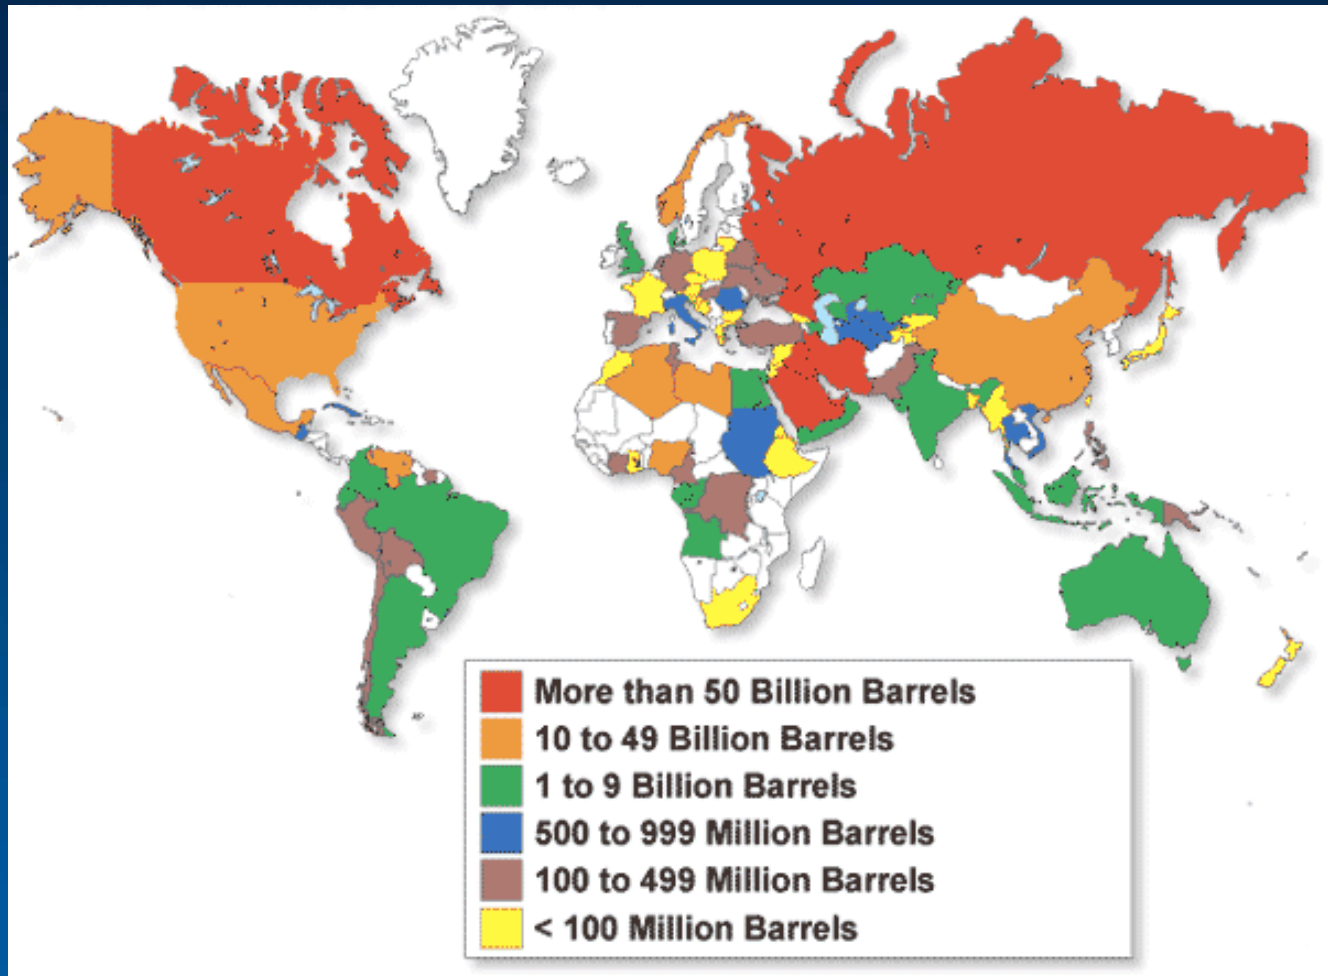 More than 50 Billion Barrels
10 to 49 Billion Barrels
1 to 9 Billion Barrels
500 to 999 Million Barrels
100 to 499 Million Barrels
< 100 Million Barrels